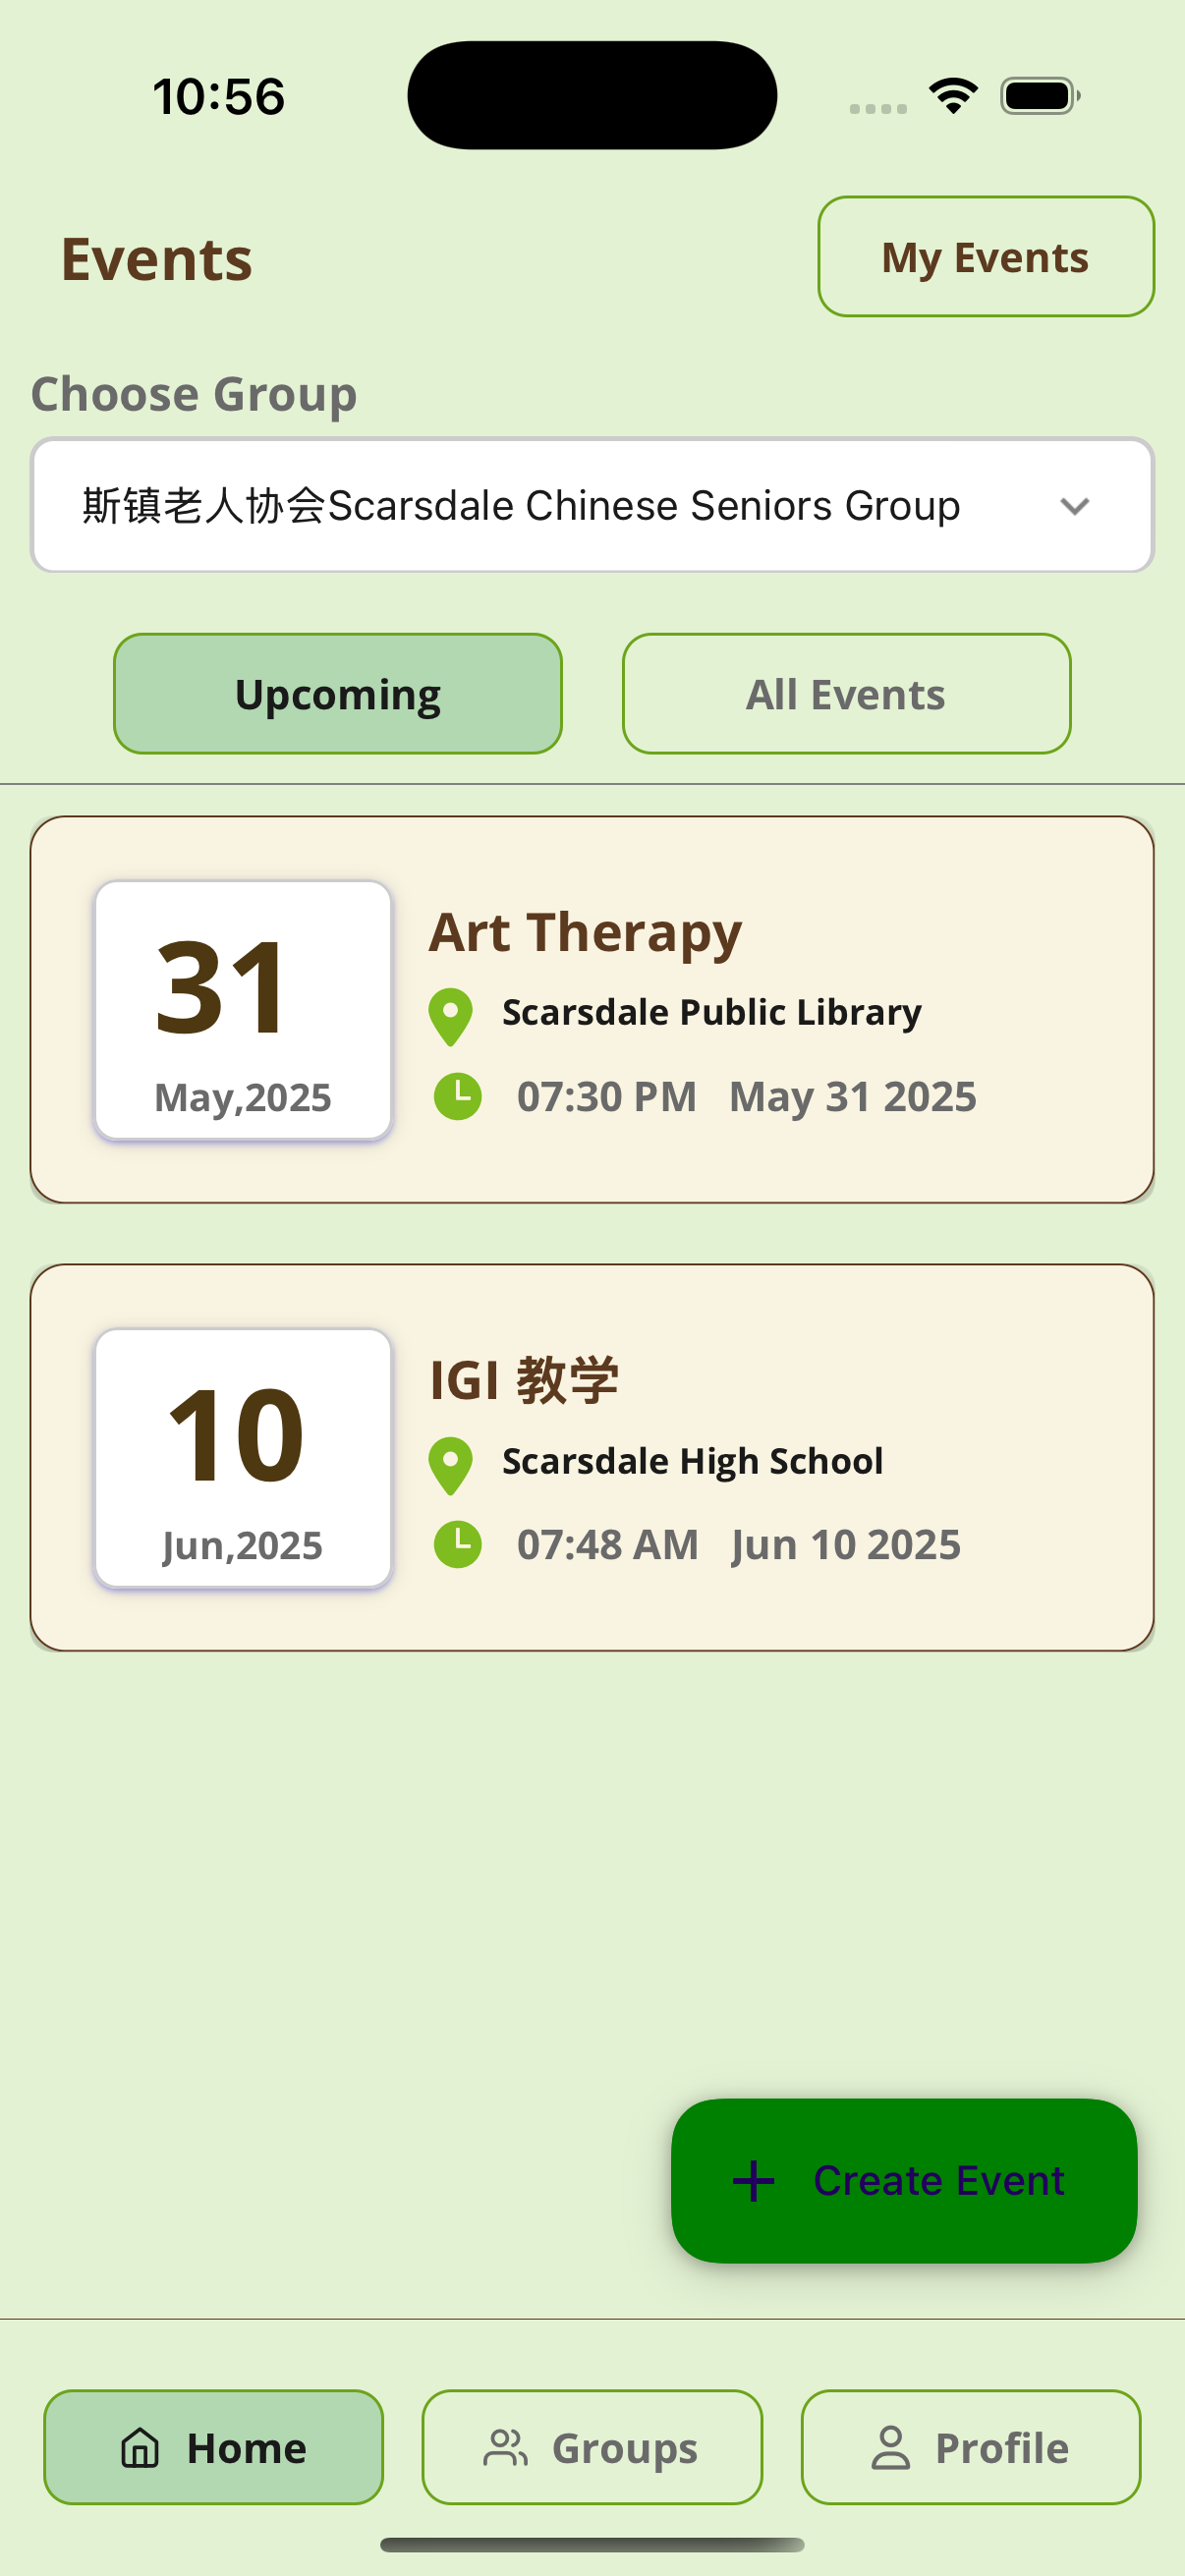 10:56
Events
My Events
Choose Group
斯镇老人协会Scarsdale Chinese Seniors Group
Upcoming
All Events
31
May,2025
Art Therapy
Scarsdale Public Library
07:30 PM May 31 2025
10
Jun,2025
IGI 教学
Scarsdale High School
07:48 AM Jun 10 2025
+ Create Event
Home
Groups
Profile